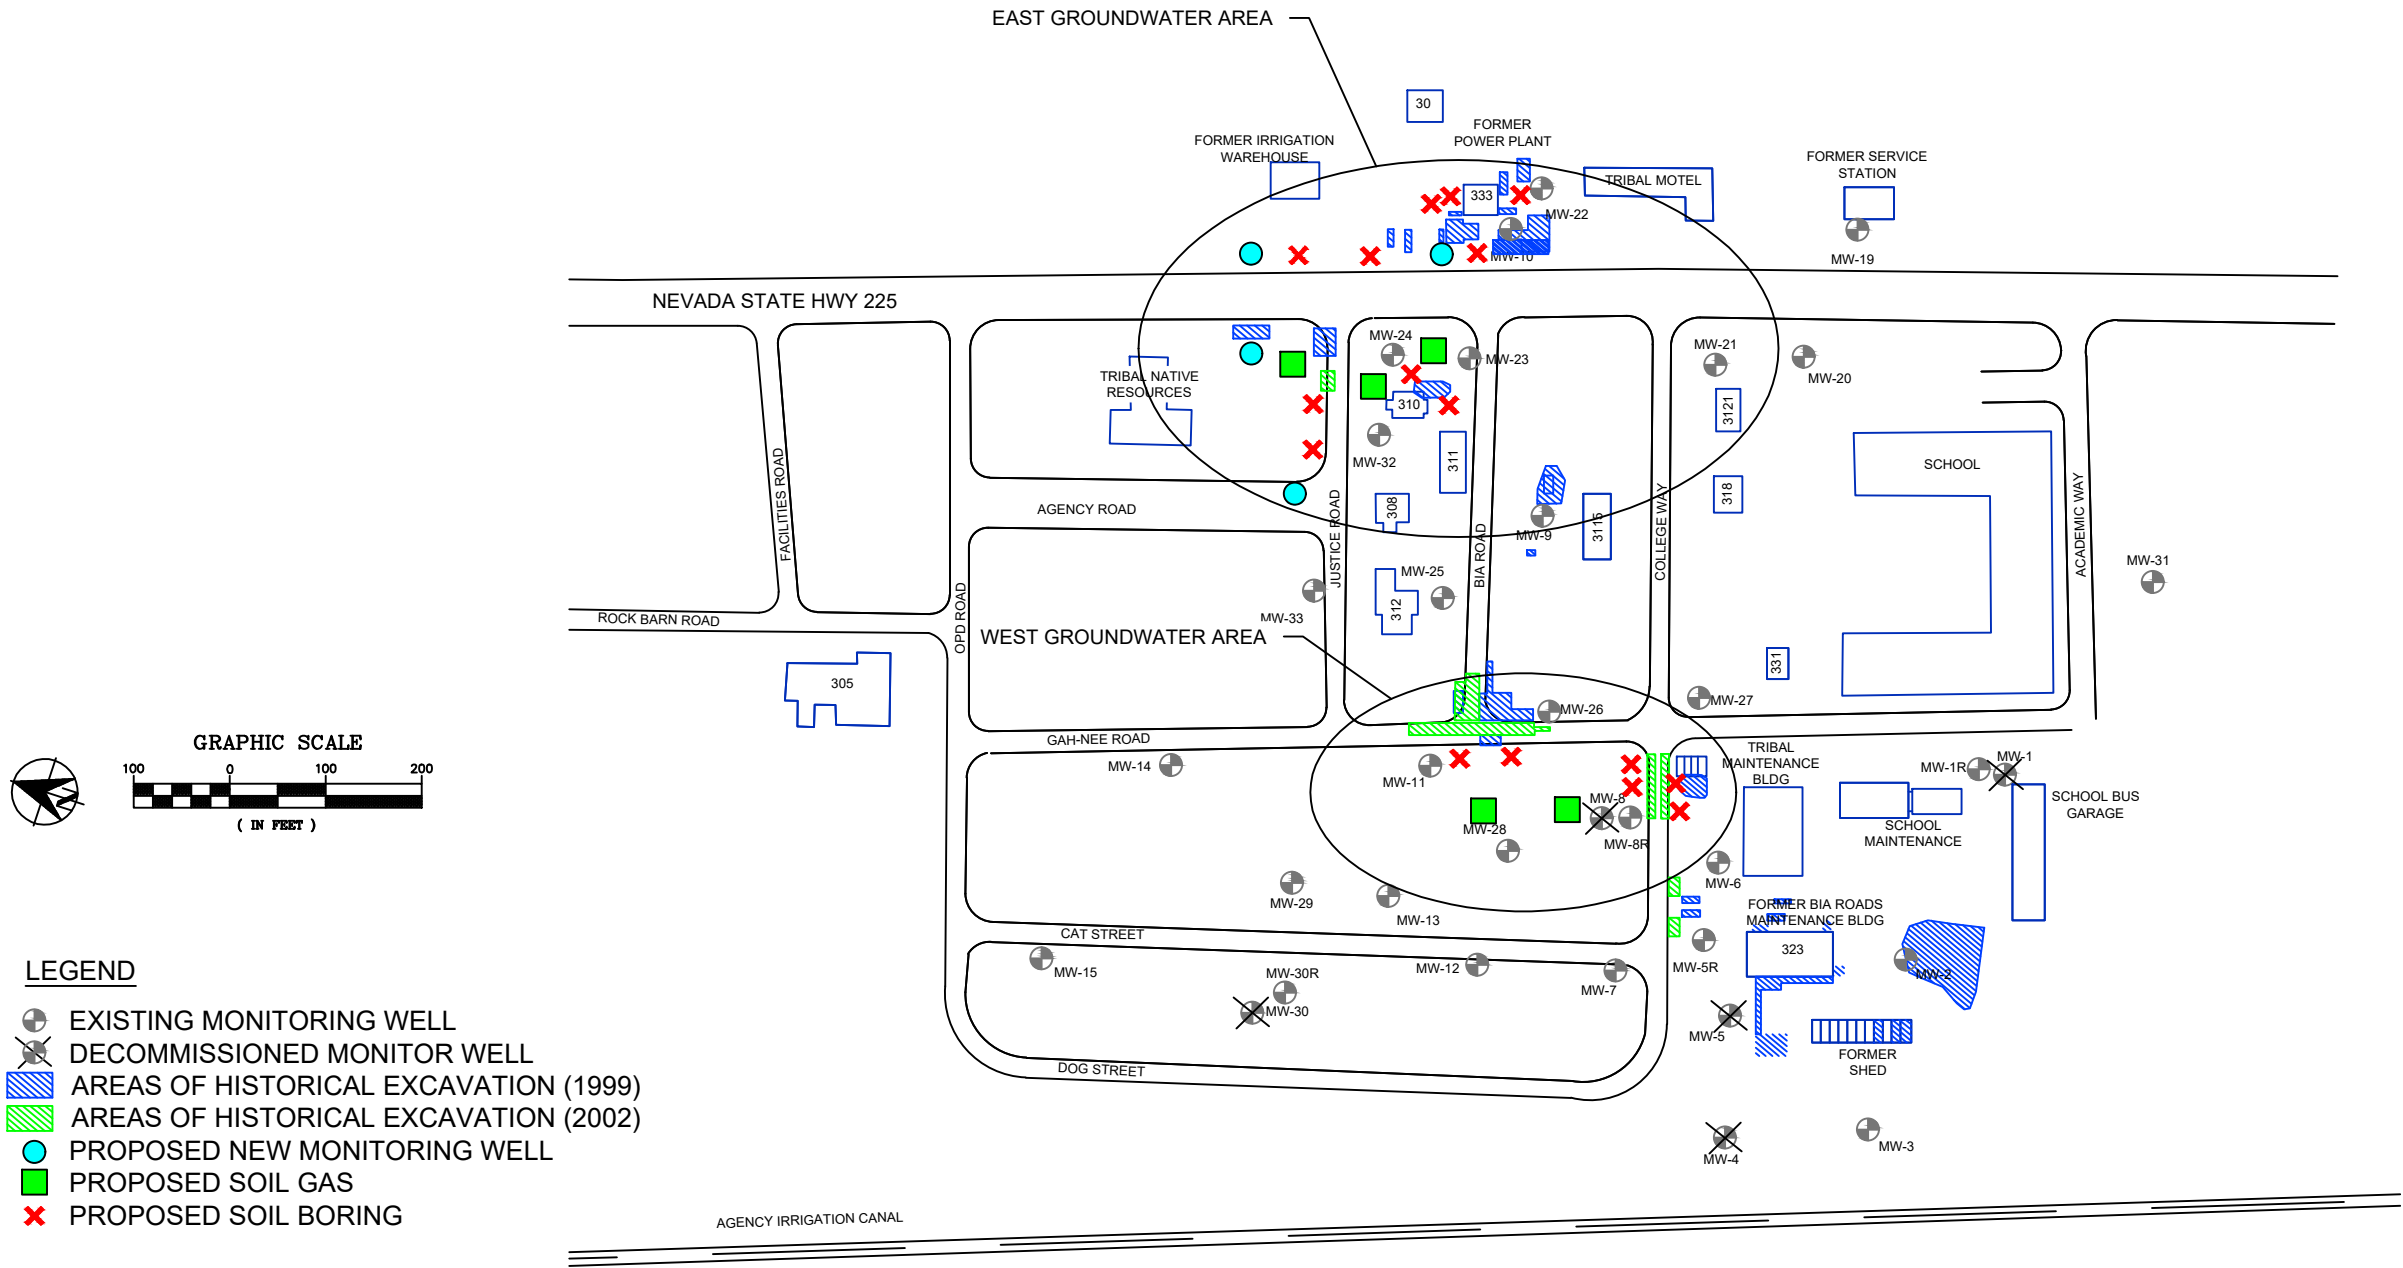 EAST GROUNDWATER AREA
30
FORMER
POWER PLANT
FORMER IRRIGATION
WAREHOUSE
FORMER SERVICE
STATION
TRIBAL MOTEL
333
MW-22
MW-10
MW-19
NEVADA STATE HWY 225
MW-24
MW-23
MW-21
MW-20
TRIBAL NATIVE
RESOURCES
310
3121
MW-32
311
SCHOOL
FACILITIES ROAD
318
308
AGENCY ROAD
JUSTICE ROAD
BIA ROAD
MW-9
3115
COLLEGE WAY
ACADEMIC WAY
MW-31
MW-25
312
OPD ROAD
ROCK BARN ROAD
MW-33
WEST GROUNDWATER AREA
331
305
MW-27
MW-26
GAH-NEE ROAD
GRAPHIC SCALE
100 0 100 200
( IN FEET )
MW-14
MW-11
TRIBAL
MAINTENANCE
BLDG
MW-1R
MW-1
SCHOOL BUS
GARAGE
MW-8
MW-28
MW-8R
SCHOOL
MAINTENANCE
MW-6
MW-29
MW-13
FORMER BIA ROADS
MAINTENANCE BLDG
CAT STREET
323
MW-15
MW-30R
MW-12
MW-7
MW-5R
MW-2
MW-30
MW-5
FORMER
SHED
DOG STREET
MW-4
MW-3
AGENCY IRRIGATION CANAL
LEGEND
EXISTING MONITORING WELL
DECOMMISSIONED MONITOR WELL
AREAS OF HISTORICAL EXCAVATION (1999)
AREAS OF HISTORICAL EXCAVATION (2002)
PROPOSED NEW MONITORING WELL
PROPOSED SOIL GAS
PROPOSED SOIL BORING